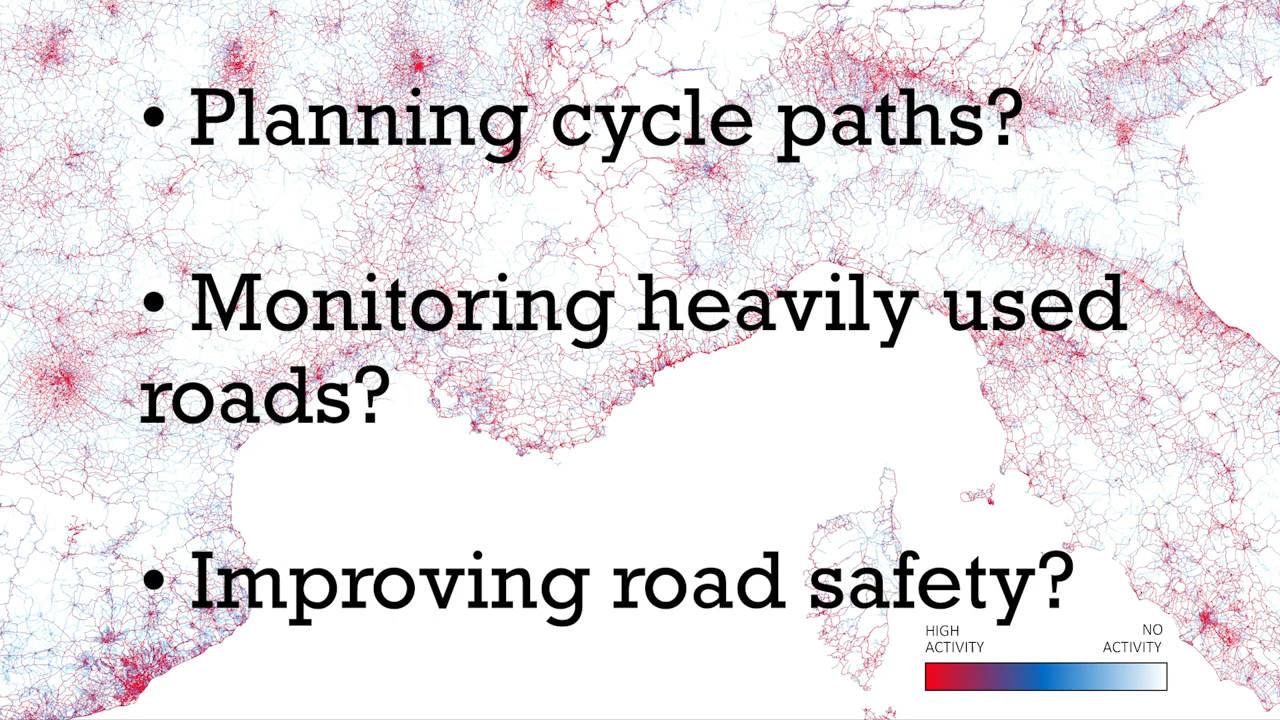 • Planning cycle paths?
• Monitoring heavily used
roads?
• Improving road safety?
HIGH
ACTIVITY
NO
ACTIVITY